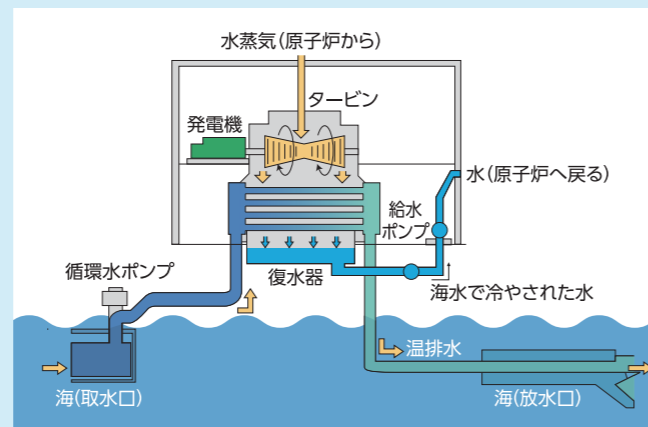 水蒸気(原子炉から)
タービン
発電機
水(原子炉へ戻る)
給水
ポンプ
循環水ポンプ
復水器
海水で冷やされた水
温排水
海(取水口)
海(放水口)